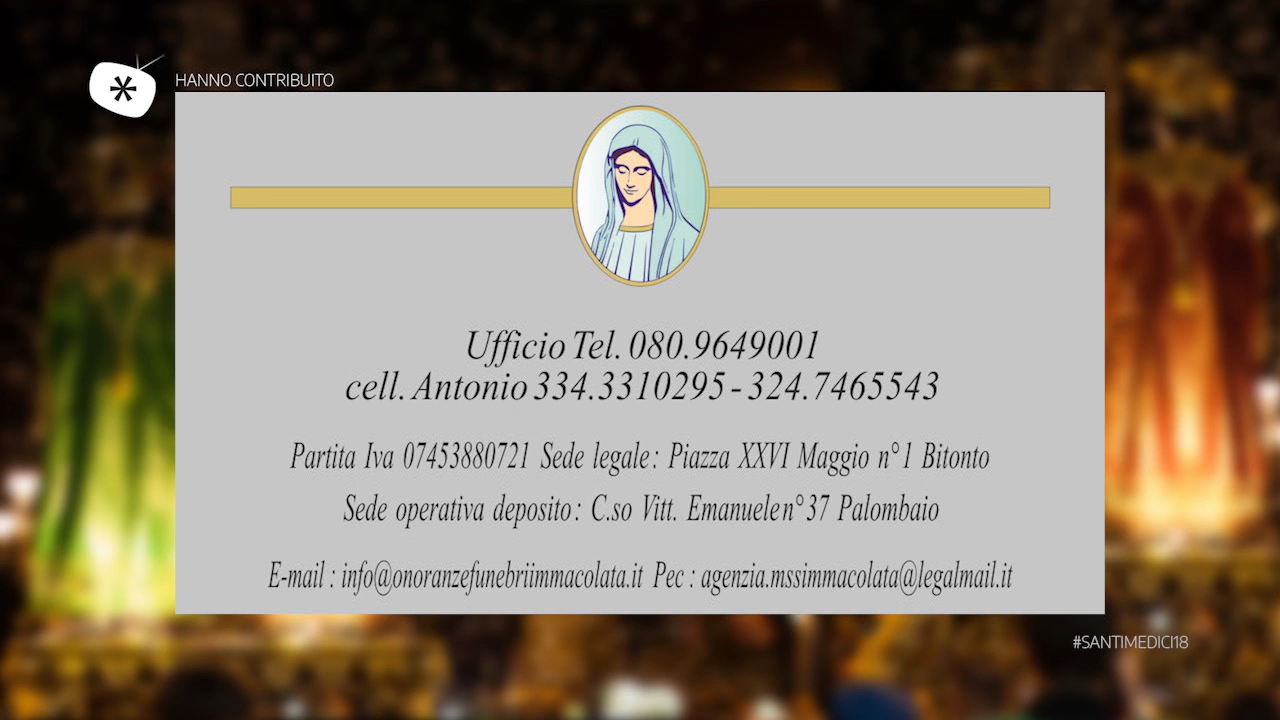 HANNO CONTRIBUITO
Ufficio Tel. 080.9649001
cell. Antonio 334.3310295 - 324.7465543
Partita Iva 07453880721 Sede legale: Piazza XXVI Maggio n°1 Bitonto
Sede operativa deposito: C.so Vitt. Emanuele n°37 Palombaio
E-mail : info@onoranzefunebriimmacolata.it Pec : agenzia.mssimmacolata@legalmail.it
#SANTIMEDICI18